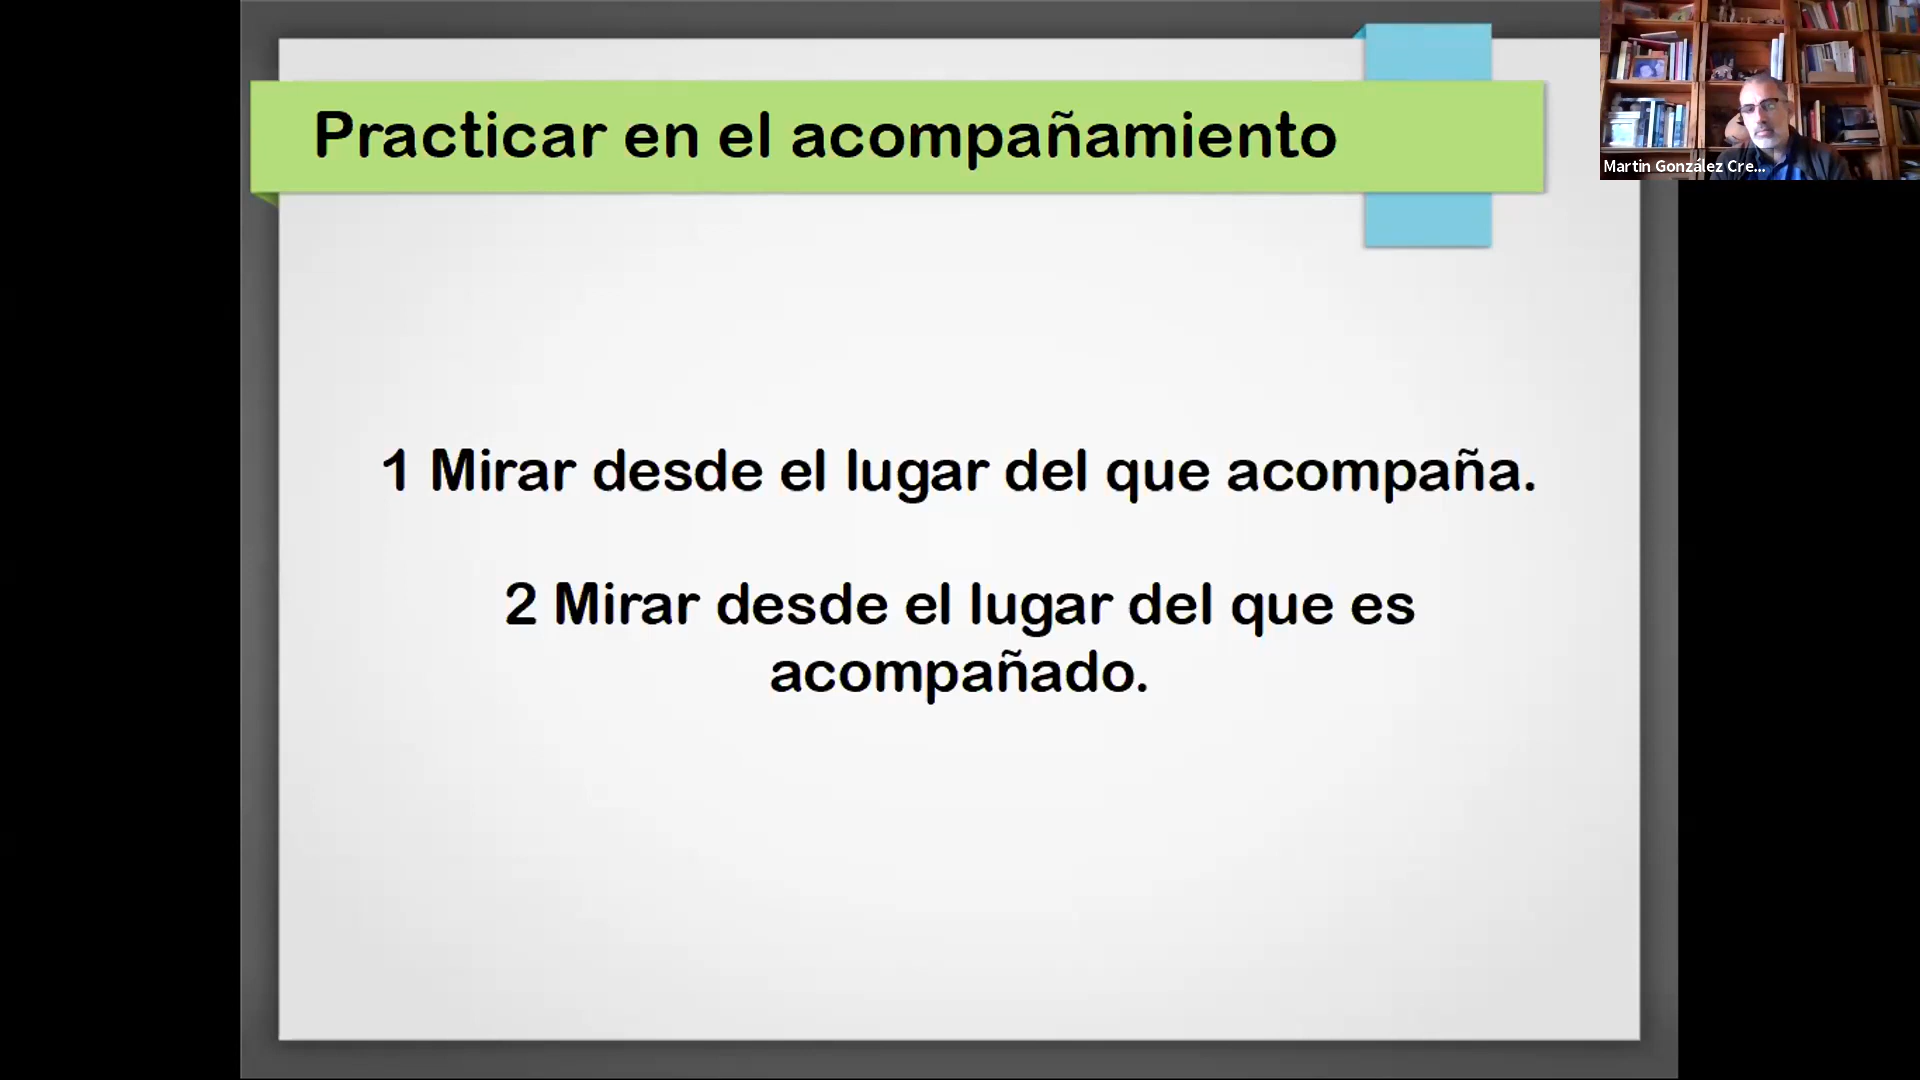 Practicar en el acompañamiento
Martin González Cre...
1 Mirar desde el lugar del que acompaña.
2 Mirar desde el lugar del que es
acompañado.